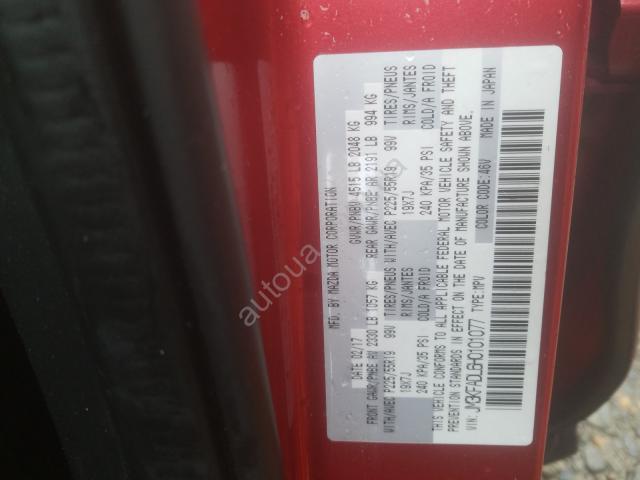 MFD. BY MAZDA MOTOR CORPORATION
DATE 02/17 GVWR/PNBV 4515 LB 2048 KG
FRONT GAWR/PNBE AV 2330 LB 1057 KG REAR GAWR/PNBE AR 2191 LB 994 KG
WITH/AVEC P225/55R19 99V TIRES/PNEUS WITH/AVEC P225/55R19 99V TIRES/PNEUS
19X7J RIMS/JANTES 19X7J RIMS/JANTES
240 KPA/35 PSI COLD/A FROID 240 KPA/35 PSI COLD/A FROID
THIS VEHICLE CONFORMS TO ALL APPLICABLE FEDERAL MOTOR VEHICLE SAFETY AND THEFT
PREVENTION STANDARDS IN EFFECT ON THE DATE OF MANUFACTURE SHOWN ABOVE.
VIN: JM3KFADL6H0101077 TYPE:MPV COLOR CODE:46V MADE IN JAPAN